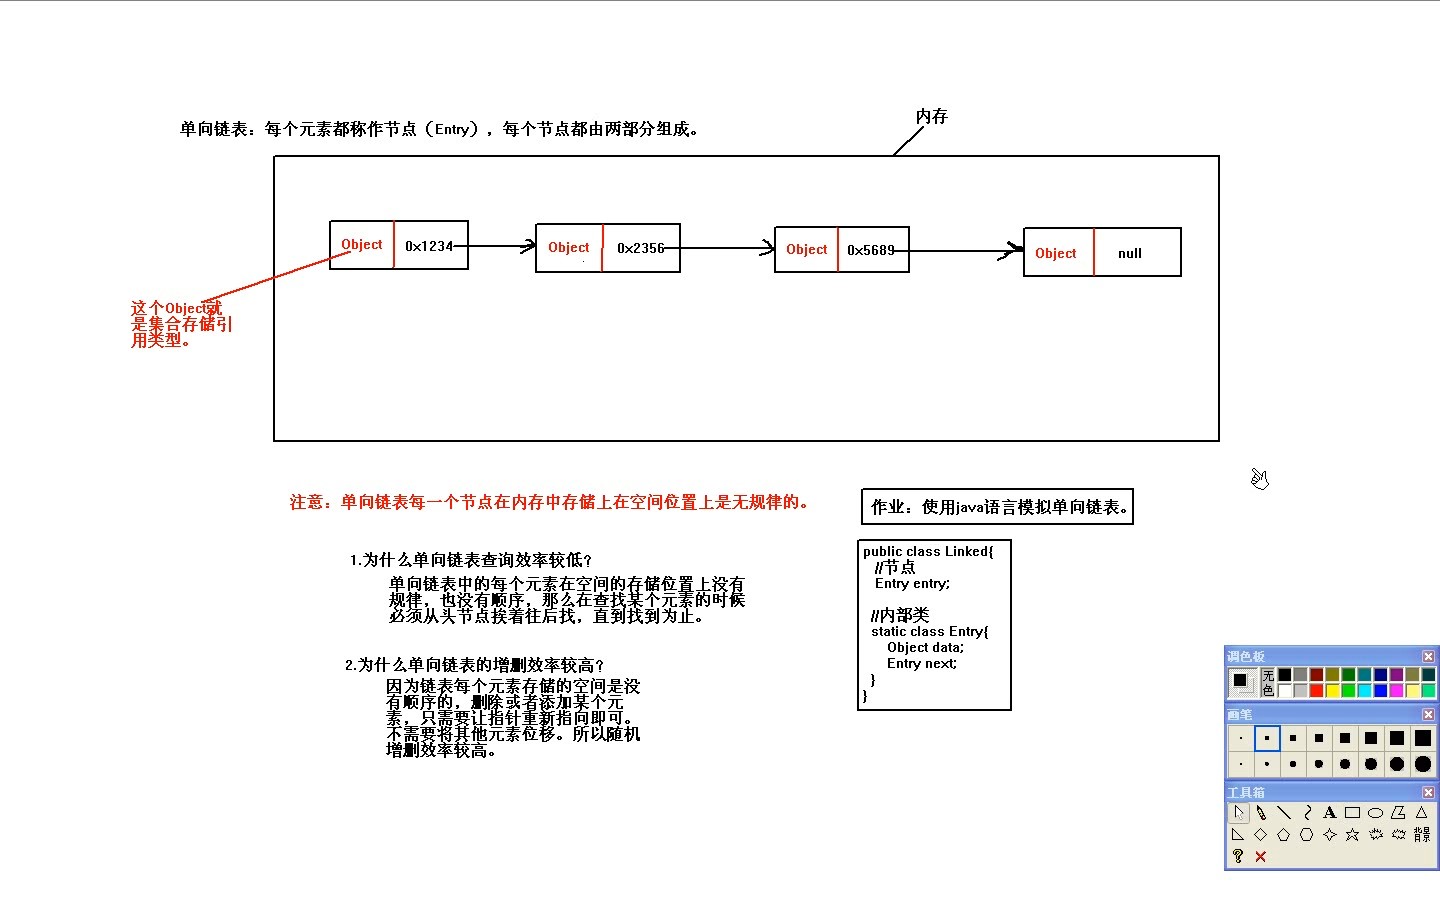 内存
单向链表：每个元素都称作节点（Entry），每个节点都由两部分组成。
Object 0x1234
Object 0x2356
Object 0x5689
Object null
这个Object就
是集合存储引
用类型。
注意：单向链表每一个节点在内存中存储上在空间位置上是无规律的。
作业：使用java语言模拟单向链表。
1.为什么单向链表查询效率较低？
单向链表中的每个元素在空间的存储位置上没有
规律，也没有顺序，那么在查找某个元素的时候
必须从头节点挨着往后找，直到找到为止。
2.为什么单向链表的增删效率较高？
因为链表每个元素存储的空间是没
有顺序的，删除或者添加某个元
素，只需要让指针重新指向即可。
不需要将其他元素位移。所以随机
增删效率较高。
public class Linked{
//节点
Entry entry;
//内部类
static class Entry{
Object data;
Entry next;
}
}
调色板
无
色
画笔
工具箱
A
背景
?